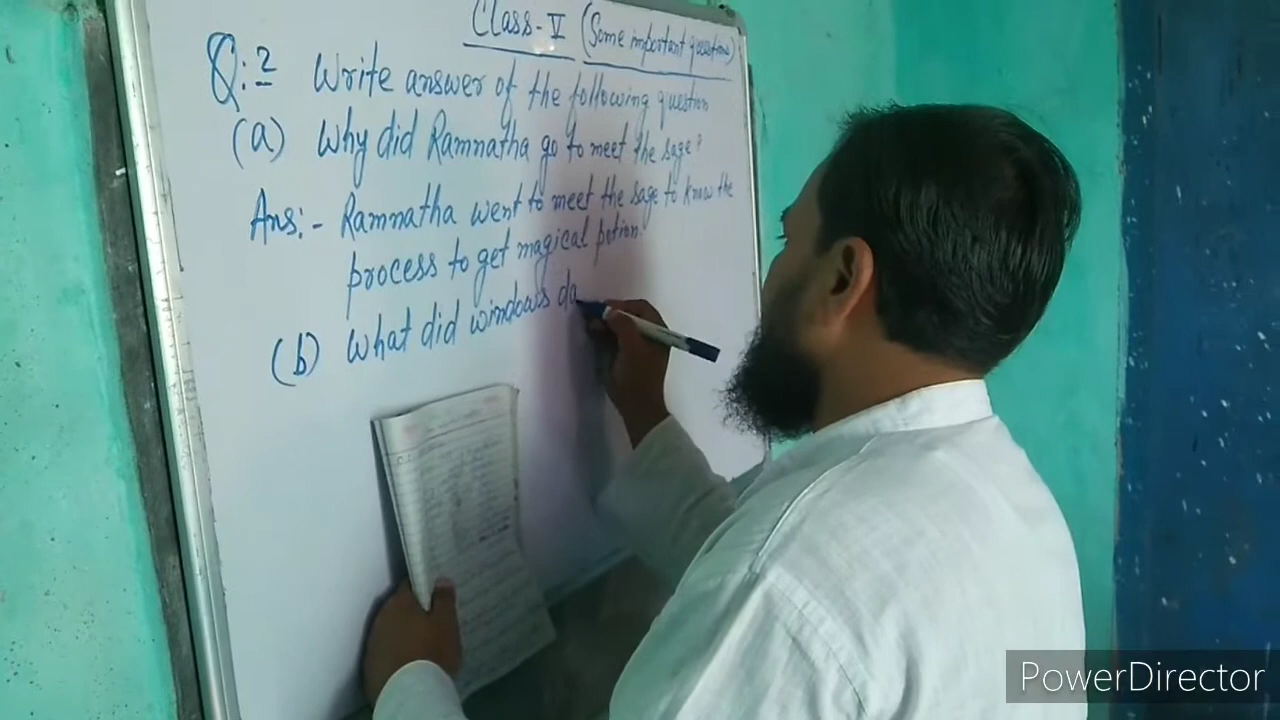 Class-V (Some important questions)
Q:2 Write answer of the following question
(a) Why did Ramnatha go to meet the sage?
Ans:- Ramnatha went to meet the sage to know the
process to get magical potion.
(b) What did windows da
PowerDirector